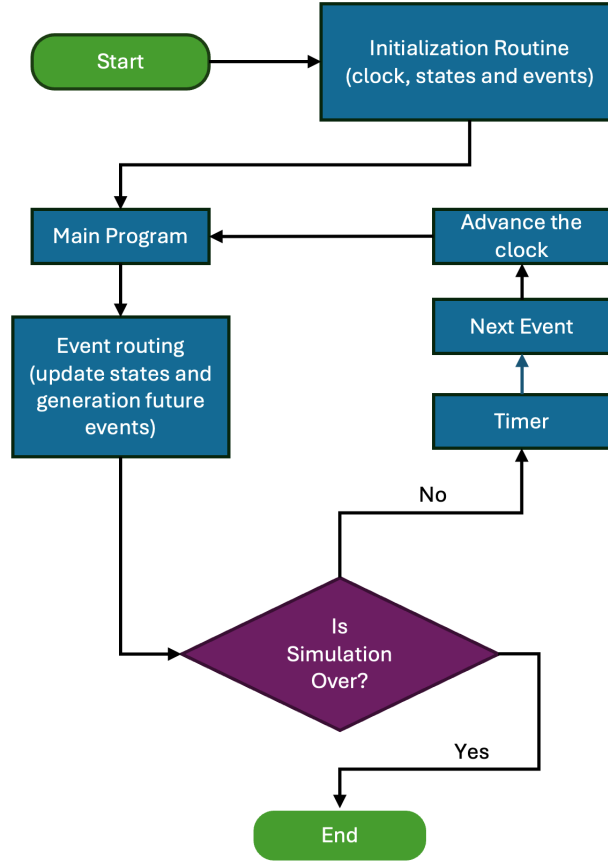 Start
Initialization Routine
(clock, states and events)
Main Program
Advance the
clock
Event routing
(update states and
generation future
events)
Next Event
Timer
No
Is
Simulation
Over?
Yes
End